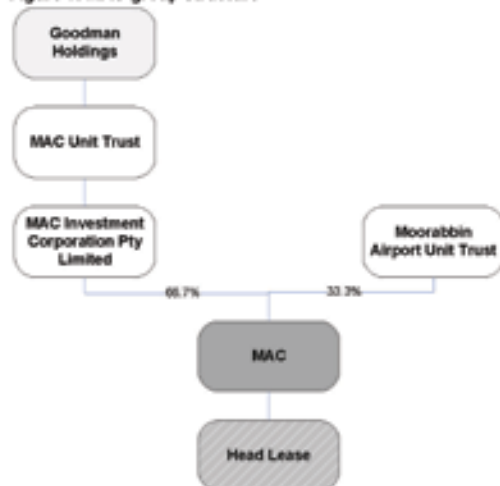 Goodman
Holdings
MAC Unit Trust
MAC Investment
Corporation Pty
Limited
Moorabbin
Airport Unit Trust
66.7%
33.3%
MAC
Head Lease